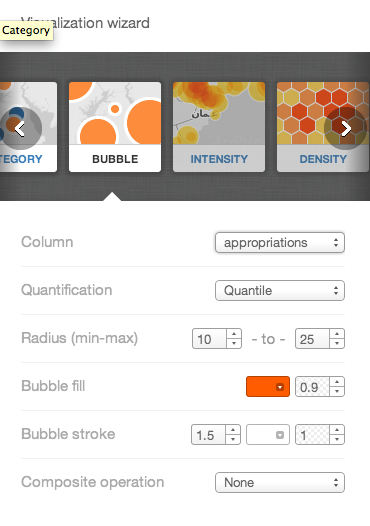 Visualization wizard
Category
TEGORY
BUBBLE
INTENSITY
DENSITY
عمان
Column
appropriations
Quantification
Quantile
Radius (min-max)
10 - to - 25
Bubble fill
0.9
Bubble stroke
1.5 1
Composite operation
None